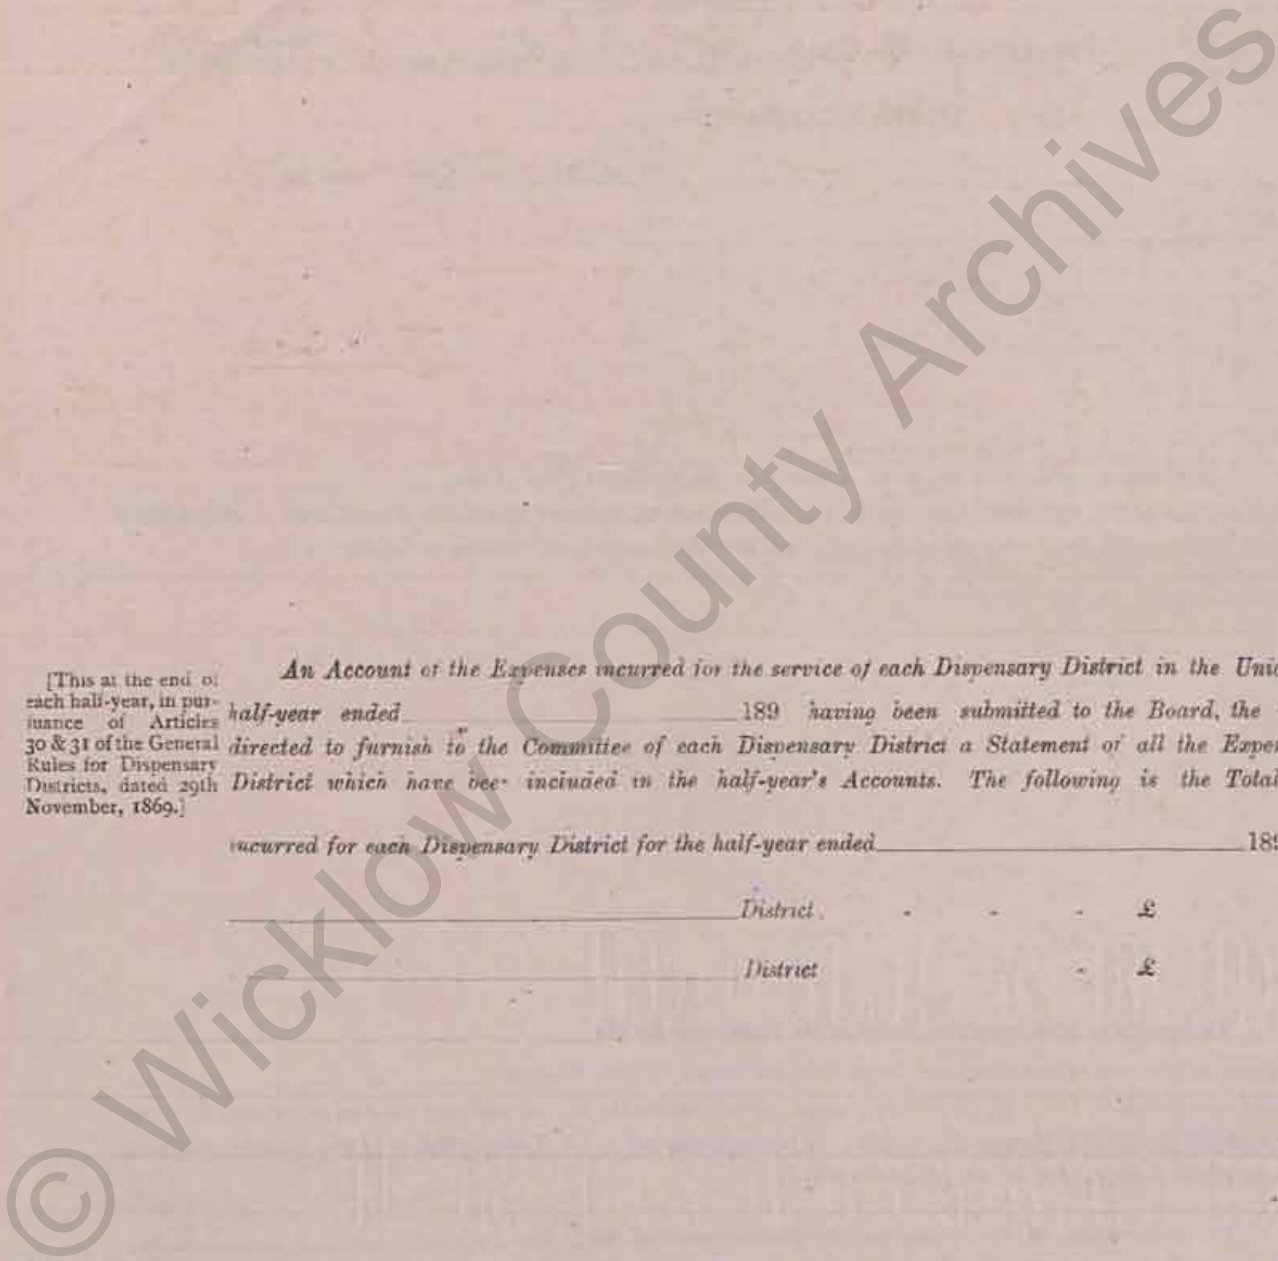 [This at the end of
each half-year, in pur-
suance of Articles
30 & 31 of the General
Rules for Dispensary
Districts, dated 29th
November, 1869.]
An Account of the Expenses incurred for the service of each Dispensary District in the
half-year ended 189 having been submitted to the Board, the
directed to furnish to the Committee of each Dispensary District a Statement of all the
District which have bee included in the half-year's Accounts. The following is the Total
incurred for each Dispensary District for the half-year ended 189
District - - - £
District - £
© Wicklow County Archives